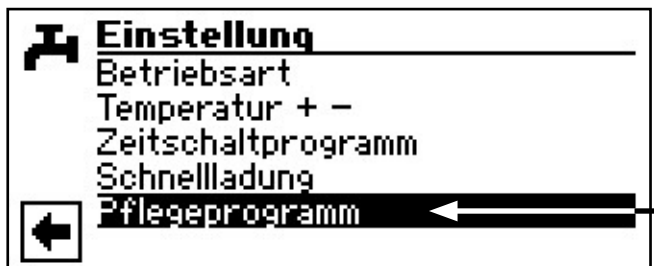 Einstellung
Betriebsart
Temperatur + −
Zeitschaltprogramm
Schnellladung
Pflegeprogramm